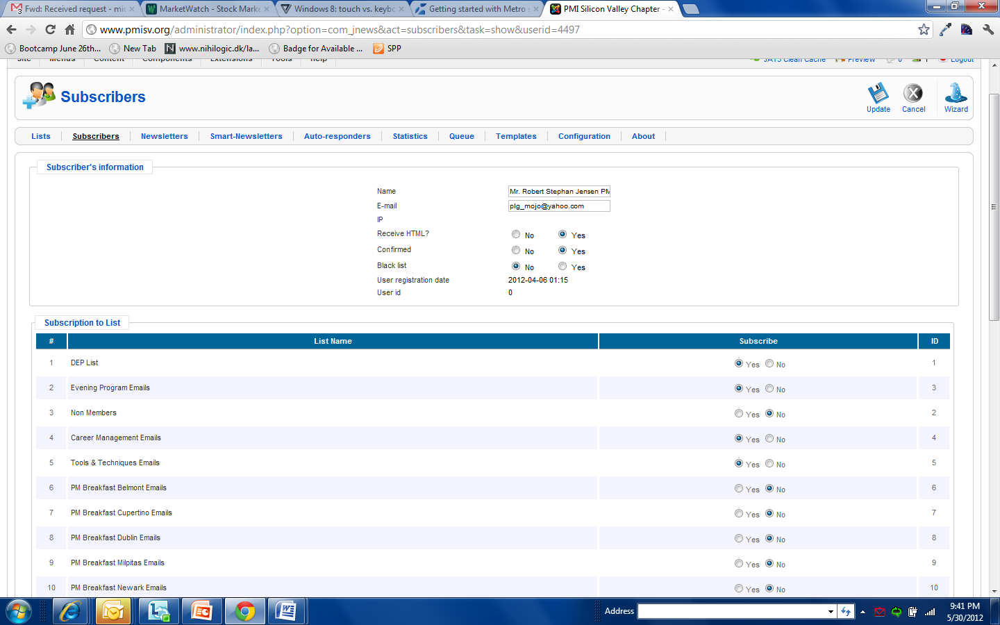 Fwd: Received request - mi
MarketWatch - Stock Marke
Windows 8: touch vs. keybo
Getting started with Metro s
PMI Silicon Valley Chapter -
www.pmisv.org/administrator/index.php?option=com_jnews&act=subscribers&task=show&userid=4497
Bootcamp June 26th...
New Tab
www.nihilogic.dk/la...
Badge for Available ...
SPP
Site Menus Content Components Extensions Tools Help JAT3 Clean Cache Preview 0 1 Logout
Subscribers
Update Cancel Wizard
Lists Subscribers Newsletters Smart-Newsletters Auto-responders Statistics Queue Templates Configuration About
Subscriber's information
Name Mr. Robert Stephan Jensen PM
E-mail plg_mojo@yahoo.com
IP
Receive HTML? No Yes
Confirmed No Yes
Black list No Yes
User registration date 2012-04-06 01:15
User id 0
Subscription to List
# List Name Subscribe ID
1 DEP List Yes No 1
2 Evening Program Emails Yes No 3
3 Non Members Yes No 2
4 Career Management Emails Yes No 4
5 Tools & Techniques Emails Yes No 5
6 PM Breakfast Belmont Emails Yes No 6
7 PM Breakfast Cupertino Emails Yes No 7
8 PM Breakfast Dublin Emails Yes No 8
9 PM Breakfast Milpitas Emails Yes No 9
10 PM Breakfast Newark Emails Yes No 10
Address
9:41 PM
5/30/2012